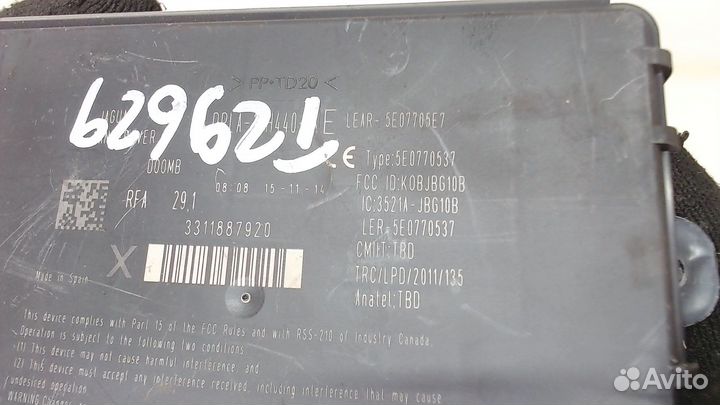 >PP-TD20<
629621
LEAR- 5E07705E7
CE Type:5E0770537
D00MB
08:08 15-11-14
FCC ID:KOBJBG10B
RFA 29,1
IC:3521A-JBG10B
3311887920
LER-5E0770537
CMIIT:TBD
X
TRC/LPD/2011/135
Made in Spain
Anatel:TBD
This device complies with Part 15 of the FCC Rules and with RSS-210 of Industry Canada.
Operation is subject to the following two conditions
(1) This device may not cause harmful interference and
(2) This device must accept any interference received, including interference that may cause
undesired operation
WARNING
Avito